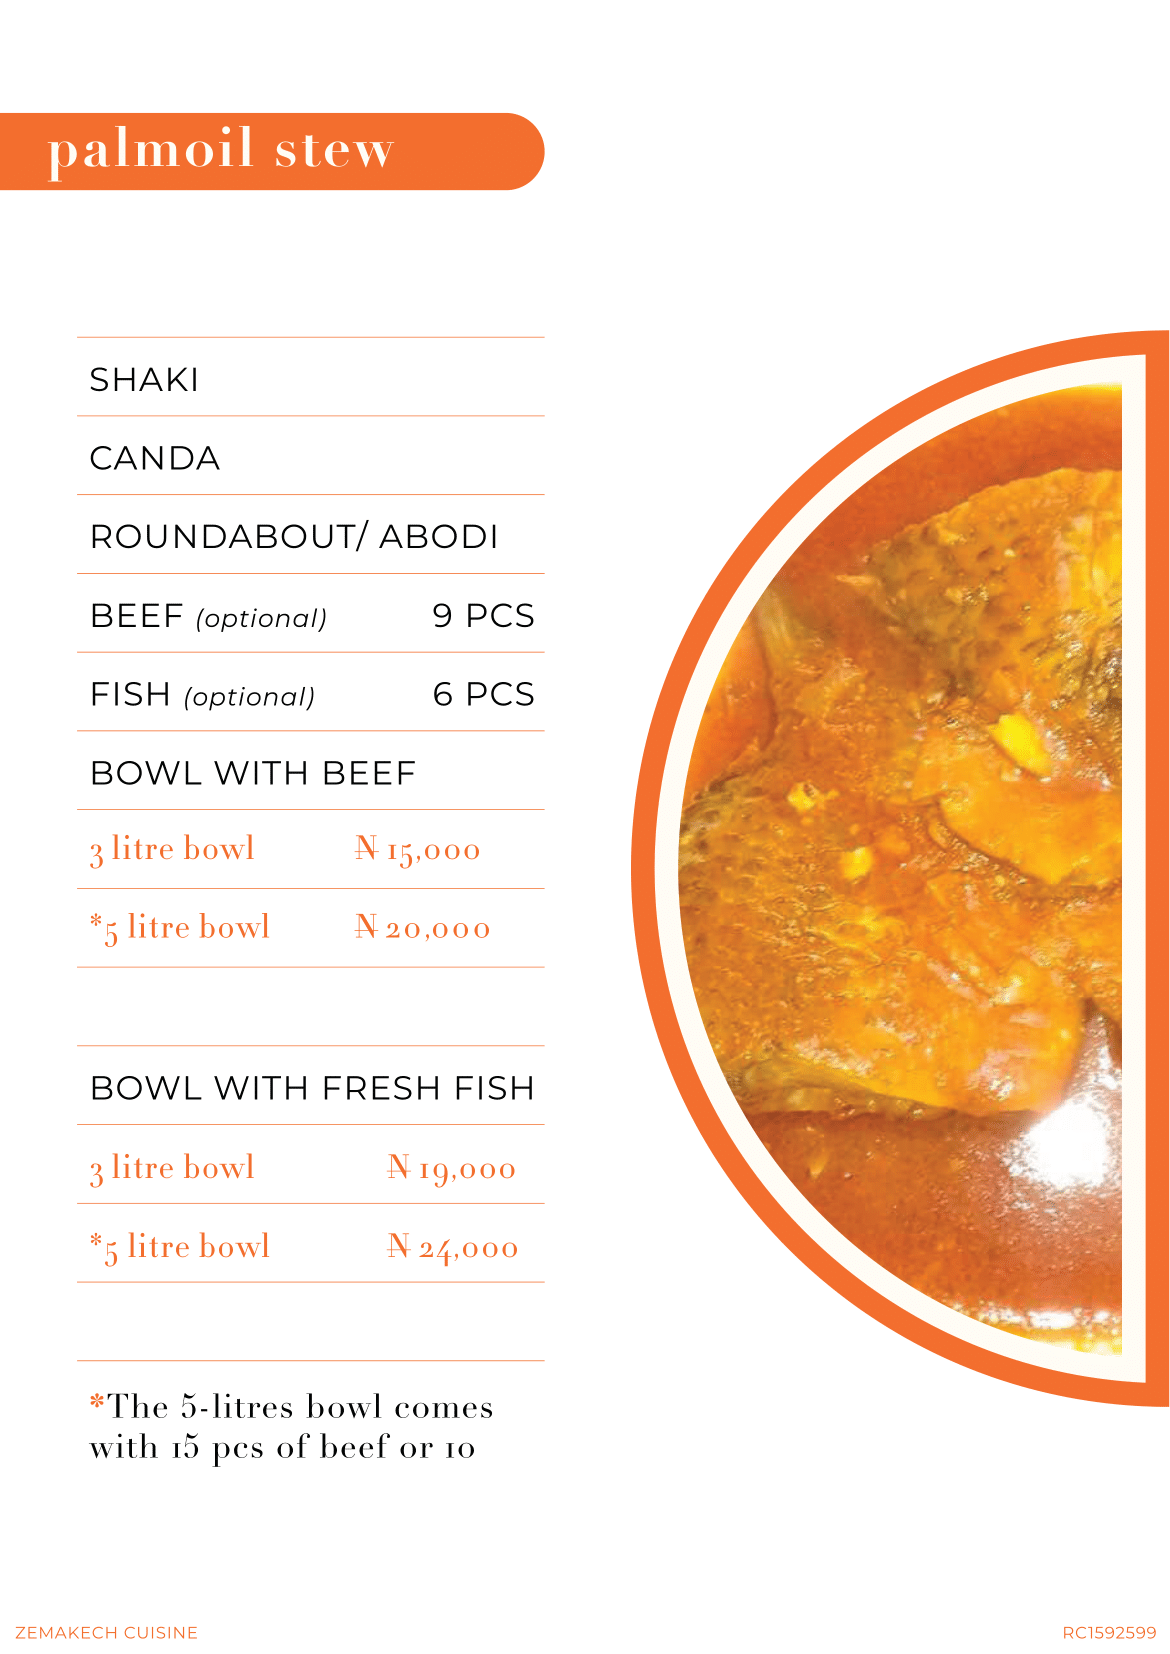 palmoil stew
SHAKI
CANDA
ROUNDABOUT/ ABODI
BEEF (optional) 9 PCS
FISH (optional) 6 PCS
BOWL WITH BEEF
3 litre bowl ₦ 15,000
*5 litre bowl ₦ 20,000
BOWL WITH FRESH FISH
3 litre bowl ₦ 19,000
*5 litre bowl ₦ 24,000
*The 5-litres bowl comes
with 15 pcs of beef or 10
ZEMAKECH CUISINE RC1592599